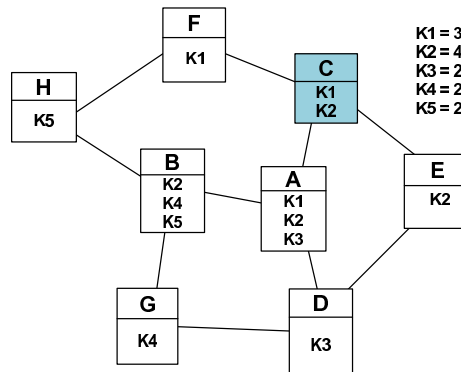 F
K1
C
K1
K2
K1 = 3
K2 = 4
K3 = 2
K4 = 2
K5 = 2
H
K5
B
K2
K4
K5
A
K1
K2
K3
E
K2
G
K4
D
K3